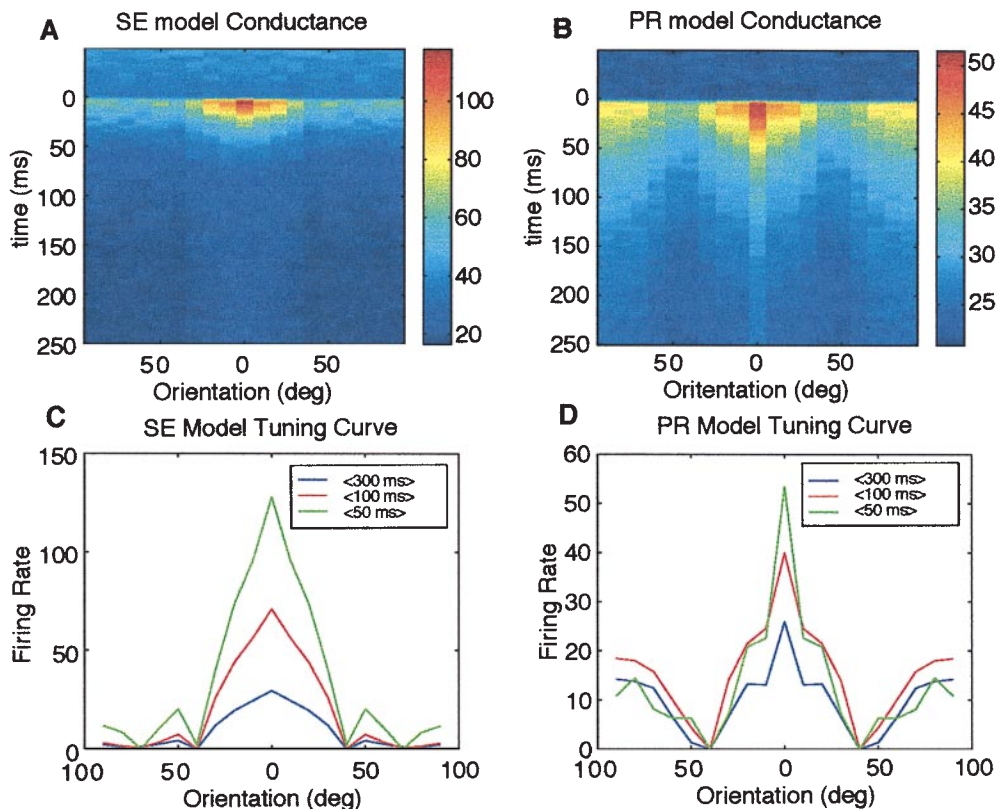 A
SE model Conductance
0
50
100
150
200
250
time (ms)
50
0
50
Orientation (deg)
100
80
60
40
20
B
PR model Conductance
0
50
100
150
200
250
time (ms)
50
0
50
Oritentation (deg)
50
45
40
35
30
25
C
SE Model Tuning Curve
150
100
50
0
Firing Rate
<300 ms>
<100 ms>
<50 ms>
100
50
0
50
100
Orientation (deg)
D
PR Model Tuning Curve
60
50
40
30
20
10
0
Firing Rate
<300 ms>
<100 ms>
<50 ms>
100
50
0
50
100
Orientation (deg)